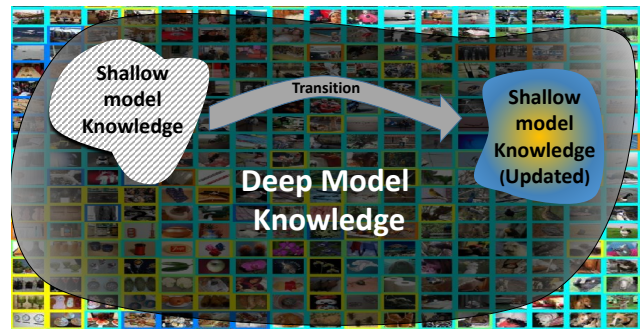 Shallow
model
Knowledge
Transition
Shallow
model
Knowledge
(Updated)
Deep Model
Knowledge